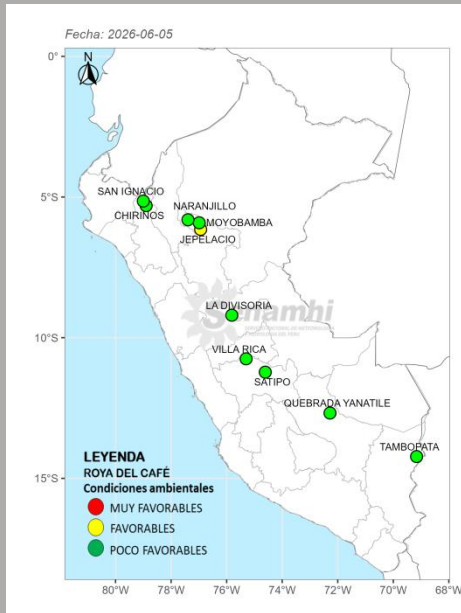 Fecha: 2026-06-05
0°
N
SAN IGNACIO
5°S
CHIRINOS
NARANJILLO
MOYOBAMBA
JEPELACIO
LA DIVISORIA
Senamhi
10°S
VILLA RICA
SATIPO
QUEBRADA YANATILE
TAMBOPATA
15°S
LEYENDA
ROYA DEL CAFÉ
Condiciones ambientales
MUY FAVORABLES
FAVORABLES
POCO FAVORABLES
80°W 78°W 76°W 74°W 72°W 70°W 68°W